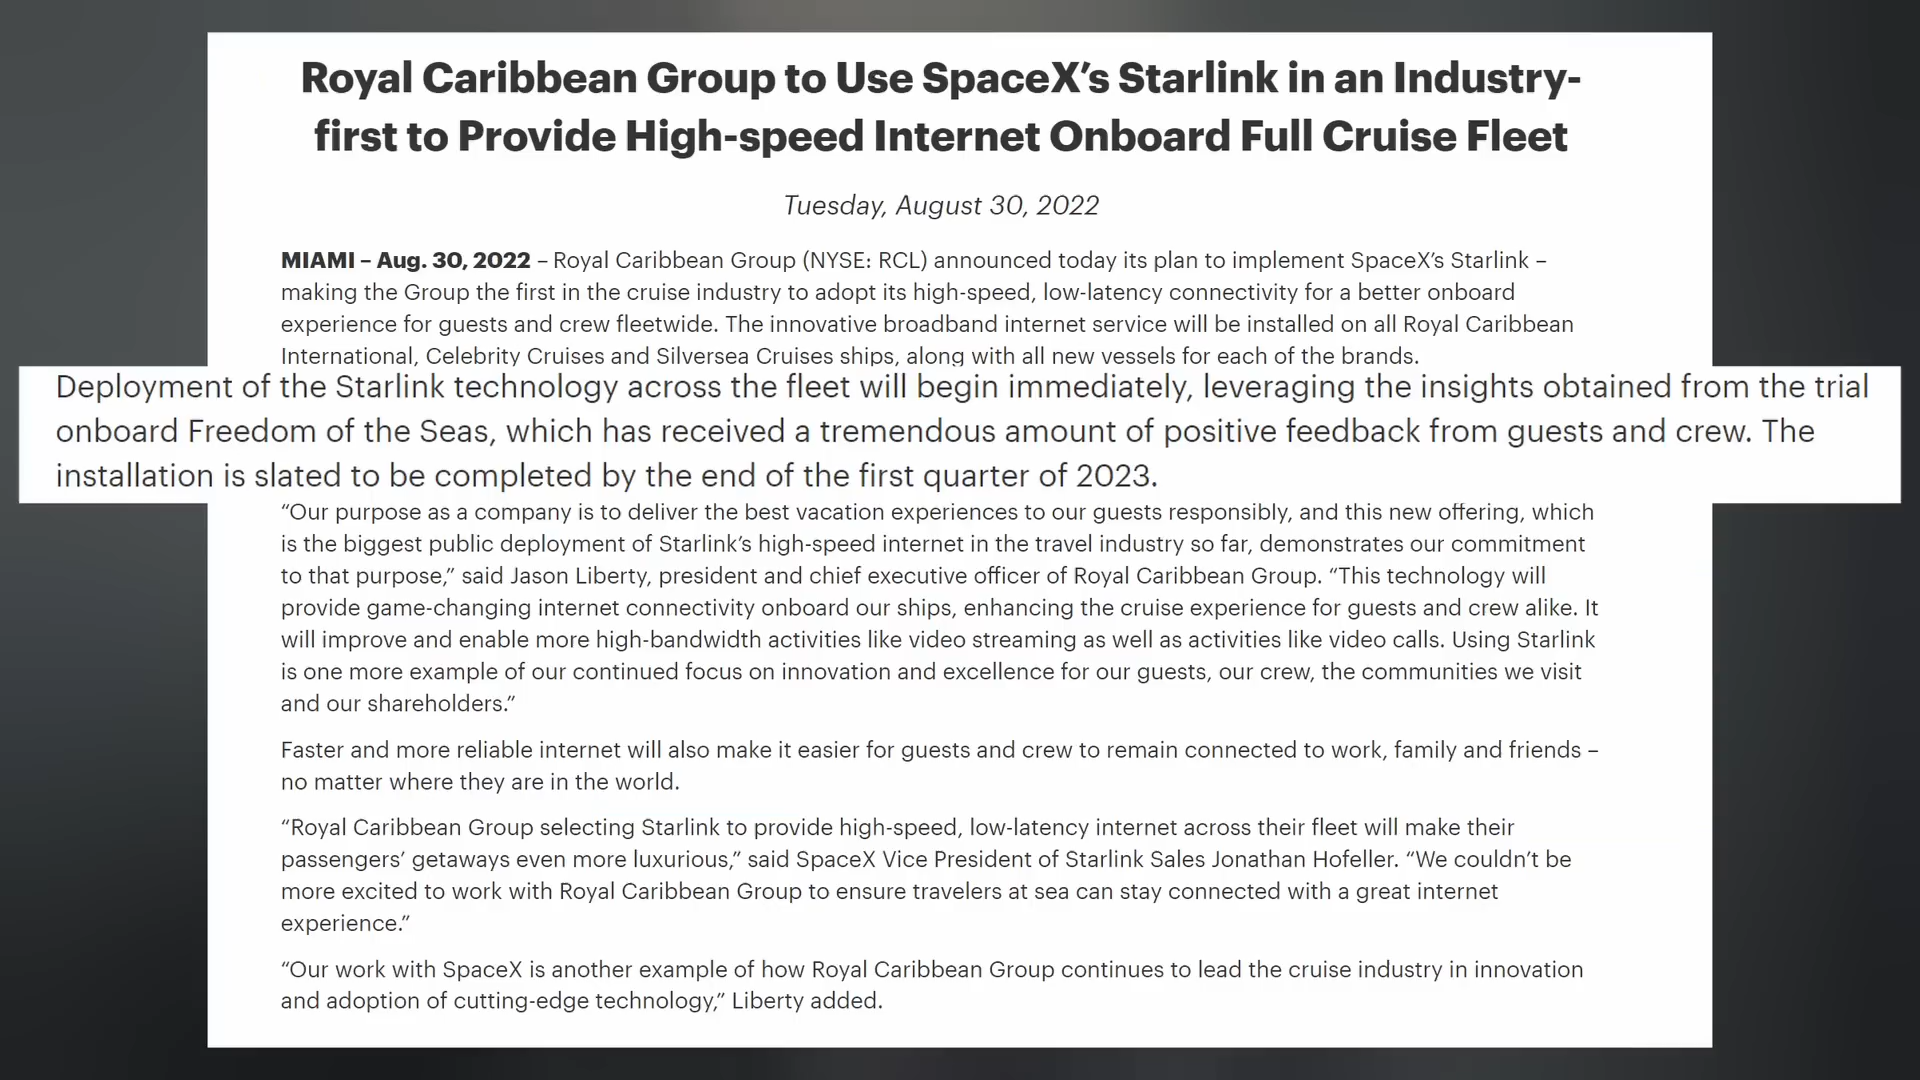 Royal Caribbean Group to Use SpaceX’s Starlink in an Industry-
first to Provide High-speed Internet Onboard Full Cruise Fleet
Tuesday, August 30, 2022
MIAMI – Aug. 30, 2022 – Royal Caribbean Group (NYSE: RCL) announced today its plan to implement SpaceX’s Starlink –
making the Group the first in the cruise industry to adopt its high-speed, low-latency connectivity for a better onboard
experience for guests and crew fleetwide. The innovative broadband internet service will be installed on all Royal Caribbean
International, Celebrity Cruises and Silversea Cruises ships, along with all new vessels for each of the brands.
Deployment of the Starlink technology across the fleet will begin immediately, leveraging the insights obtained from the trial
onboard Freedom of the Seas, which has received a tremendous amount of positive feedback from guests and crew. The
installation is slated to be completed by the end of the first quarter of 2023.
“Our purpose as a company is to deliver the best vacation experiences to our guests responsibly, and this new offering, which
is the biggest public deployment of Starlink’s high-speed internet in the travel industry so far, demonstrates our commitment
to that purpose,” said Jason Liberty, president and chief executive officer of Royal Caribbean Group. “This technology will
provide game-changing internet connectivity onboard our ships, enhancing the cruise experience for guests and crew alike. It
will improve and enable more high-bandwidth activities like video streaming as well as activities like video calls. Using Starlink
is one more example of our continued focus on innovation and excellence for our guests, our crew, the communities we visit
and our shareholders.”
Faster and more reliable internet will also make it easier for guests and crew to remain connected to work, family and friends –
no matter where they are in the world.
“Royal Caribbean Group selecting Starlink to provide high-speed, low-latency internet across their fleet will make their
passengers’ getaways even more luxurious,” said SpaceX Vice President of Starlink Sales Jonathan Hofeller. “We couldn’t be
more excited to work with Royal Caribbean Group to ensure travelers at sea can stay connected with a great internet
experience.”
“Our work with SpaceX is another example of how Royal Caribbean Group continues to lead the cruise industry in innovation
and adoption of cutting-edge technology,” Liberty added.